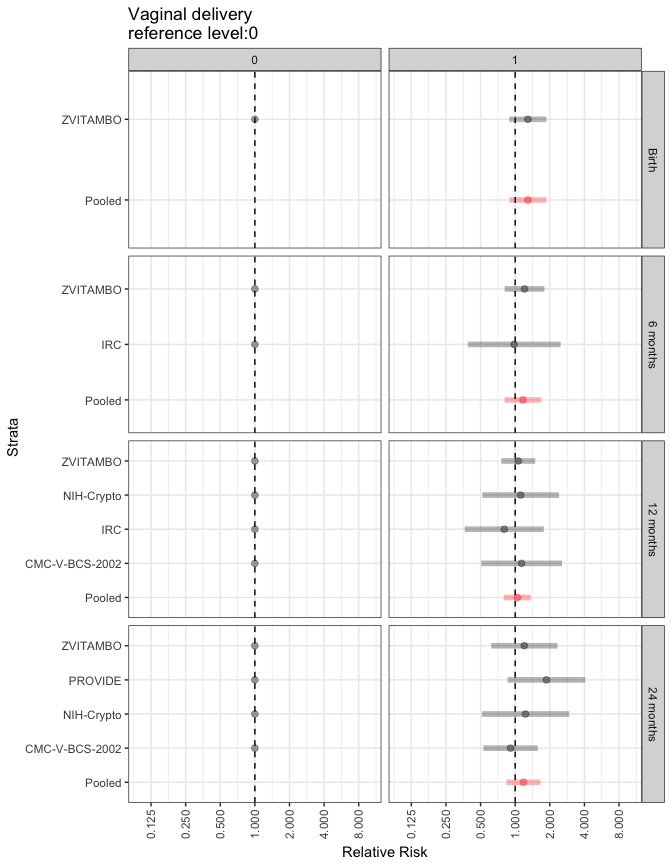 Vaginal delivery
reference level:0
0
1
ZVITAMBO
Pooled
Birth
ZVITAMBO
IRC
Pooled
6 months
ZVITAMBO
NIH-Crypto
IRC
CMC-V-BCS-2002
Pooled
12 months
ZVITAMBO
PROVIDE
NIH-Crypto
CMC-V-BCS-2002
Pooled
24 months
Strata
0.125 0.250 0.500 1.000 2.000 4.000 8.000
0.125 0.250 0.500 1.000 2.000 4.000 8.000
Relative Risk